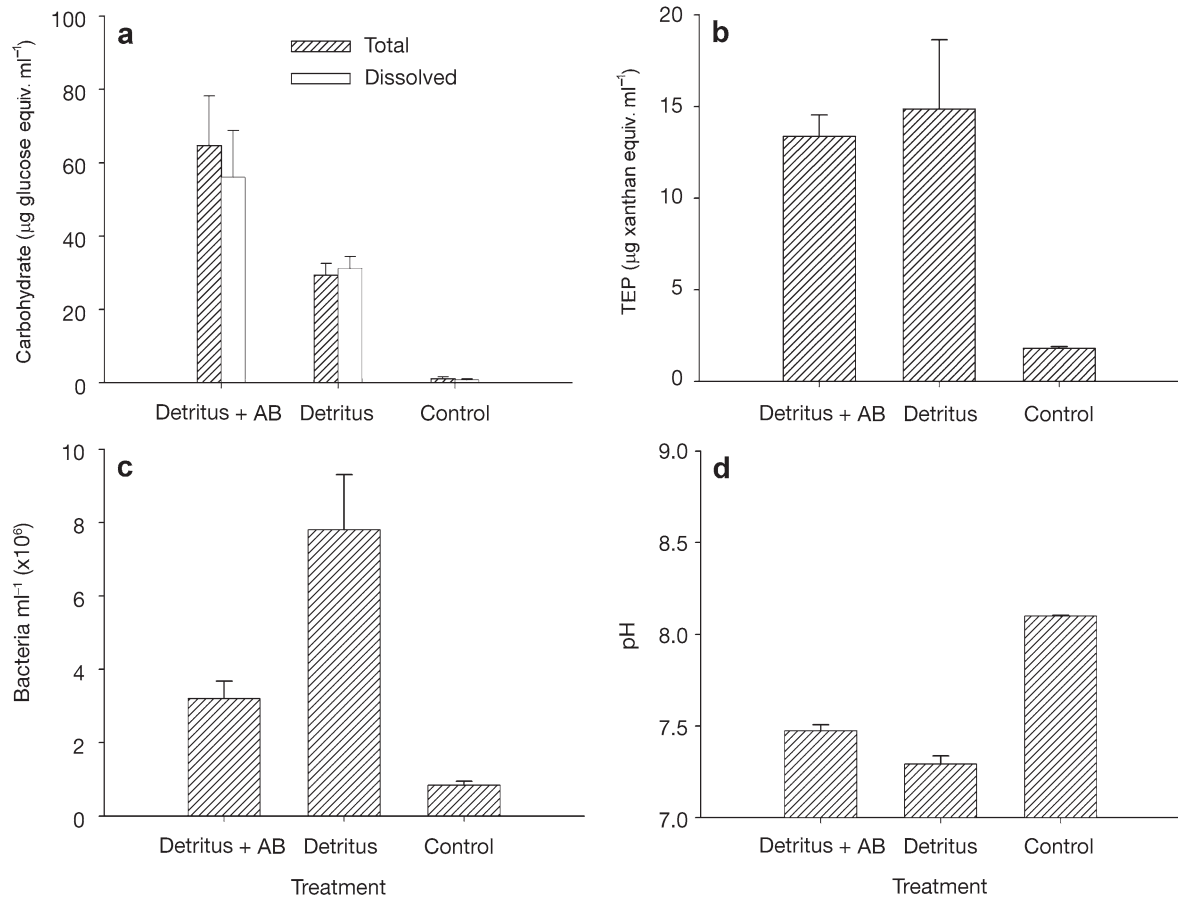 a
Total
Dissolved
Carbohydrate (μg glucose equiv. ml⁻¹)
100
80
60
40
20
0
Detritus + AB Detritus Control
b
TEP (μg xanthan equiv. ml⁻¹)
20
15
10
5
0
Detritus + AB Detritus Control
c
Bacteria ml⁻¹ (x10⁶)
10
8
6
4
2
0
Detritus + AB Detritus Control
Treatment
d
pH
9.0
8.5
8.0
7.5
7.0
Detritus + AB Detritus Control
Treatment